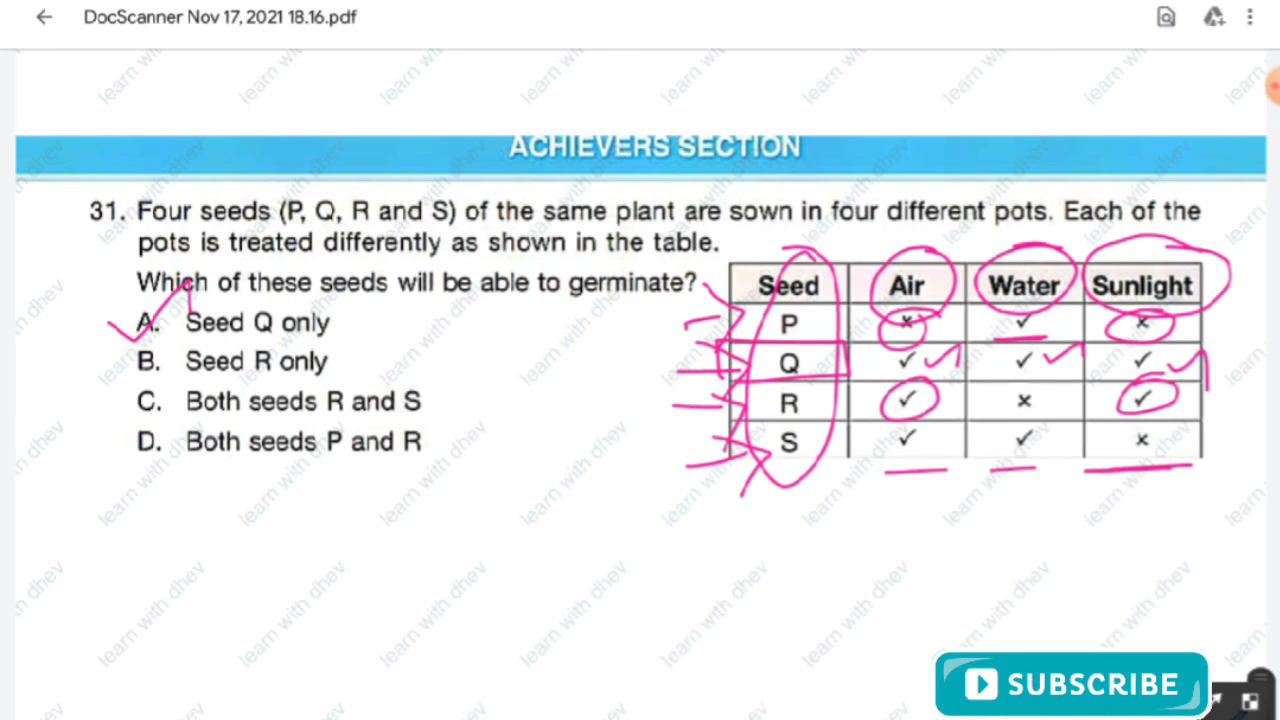 DocScanner Nov 17, 2021 18.16.pdf
ACHIEVERS SECTION
31. Four seeds (P, Q, R and S) of the same plant are sown in four different pots. Each of the
pots is treated differently as shown in the table.
Which of these seeds will be able to germinate?
A. Seed Q only
B. Seed R only
C. Both seeds R and S
D. Both seeds P and R
Seed Air Water Sunlight
P × ✓ ×
Q ✓ ✓ ✓
R ✓ × ✓
S ✓ ✓ ×
learn with dhev
SUBSCRIBE